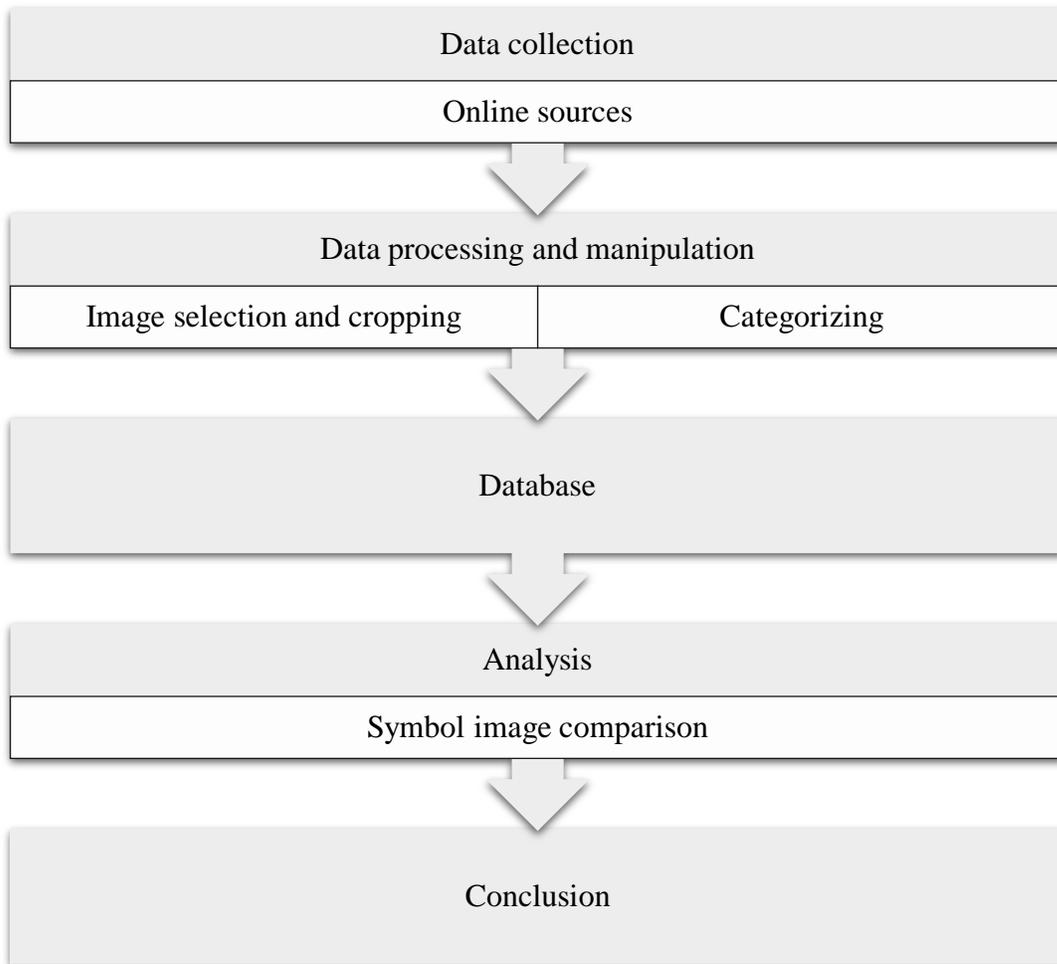 Data collection
Online sources
Data processing and manipulation
Image selection and cropping
Categorizing
Database
Analysis
Symbol image comparison
Conclusion